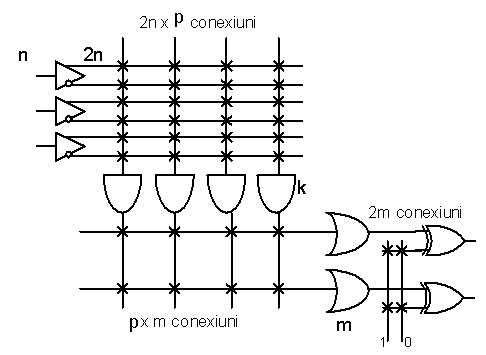 2n x p conexiuni
n 2n
k
2m conexiuni
p x m conexiuni
m
1 0